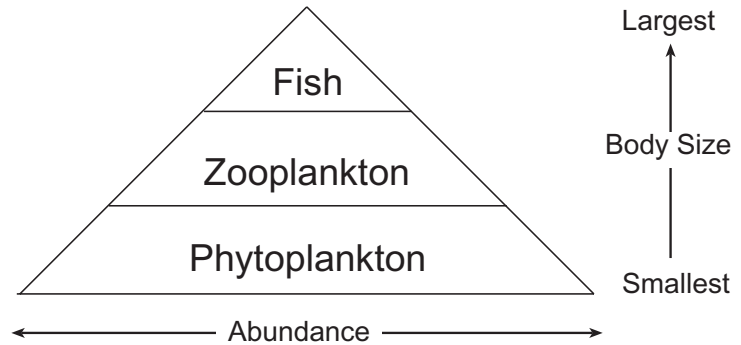 Largest
Fish
Body Size
Zooplankton
Phytoplankton
Smallest
Abundance